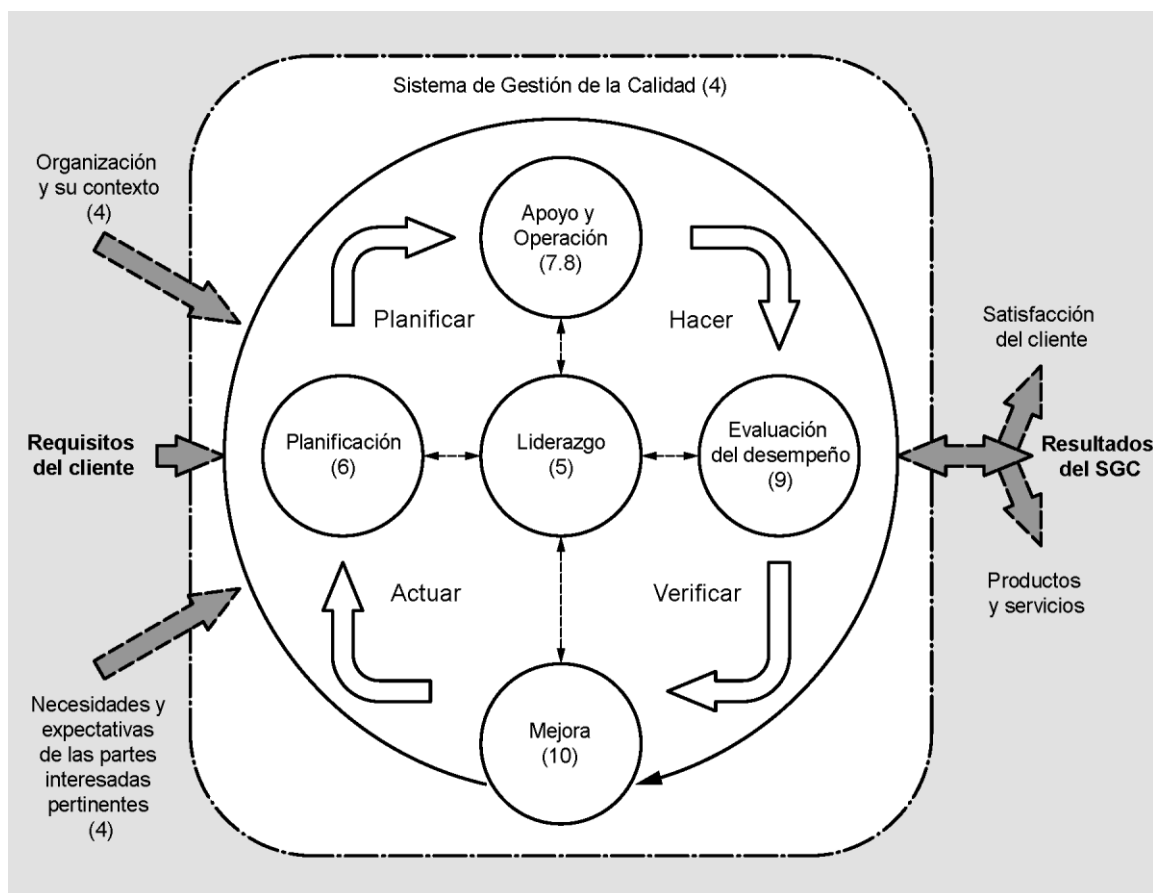 Sistema de Gestión de la Calidad (4)
Organización
y su contexto
(4)
Apoyo y
Operación
(7.8)
Planificar
Hacer
Satisfacción
del cliente
Requisitos
del cliente
Planificación
(6)
Liderazgo
(5)
Evaluación
del desempeño
(9)
Resultados
del SGC
Actuar
Verificar
Productos
y servicios
Necesidades y
expectativas
de las partes
interesadas
pertinentes
(4)
Mejora
(10)